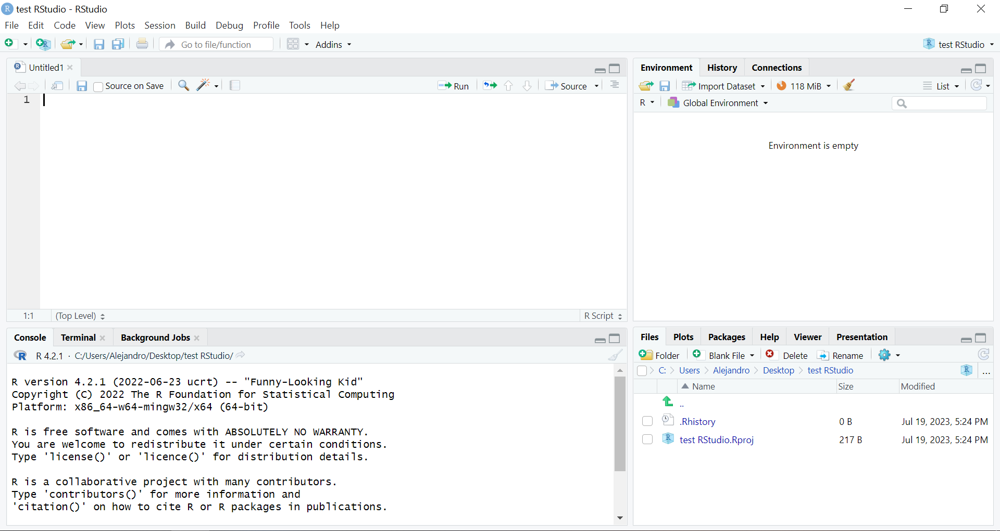 test RStudio - RStudio
File Edit Code View Plots Session Build Debug Profile Tools Help
Go to file/function Addins test RStudio
Untitled1
Source on Save Run Source
1
1:1 (Top Level) R Script
Environment History Connections
Import Dataset 118 MiB List
R Global Environment
Environment is empty
Console Terminal Background Jobs
R 4.2.1 · C:/Users/Alejandro/Desktop/test RStudio/
R version 4.2.1 (2022-06-23 ucrt) -- "Funny-Looking Kid"
Copyright (C) 2022 The R Foundation for Statistical Computing
Platform: x86_64-w64-mingw32/x64 (64-bit)
R is free software and comes with ABSOLUTELY NO WARRANTY.
You are welcome to redistribute it under certain conditions.
Type 'license()' or 'licence()' for distribution details.
R is a collaborative project with many contributors.
Type 'contributors()' for more information and
'citation()' on how to cite R or R packages in publications.
Files Plots Packages Help Viewer Presentation
Folder Blank File Delete Rename
C: Users Alejandro Desktop test RStudio ...
Name Size Modified
..
.Rhistory 0 B Jul 19, 2023, 5:24 PM
test RStudio.Rproj 217 B Jul 19, 2023, 5:24 PM